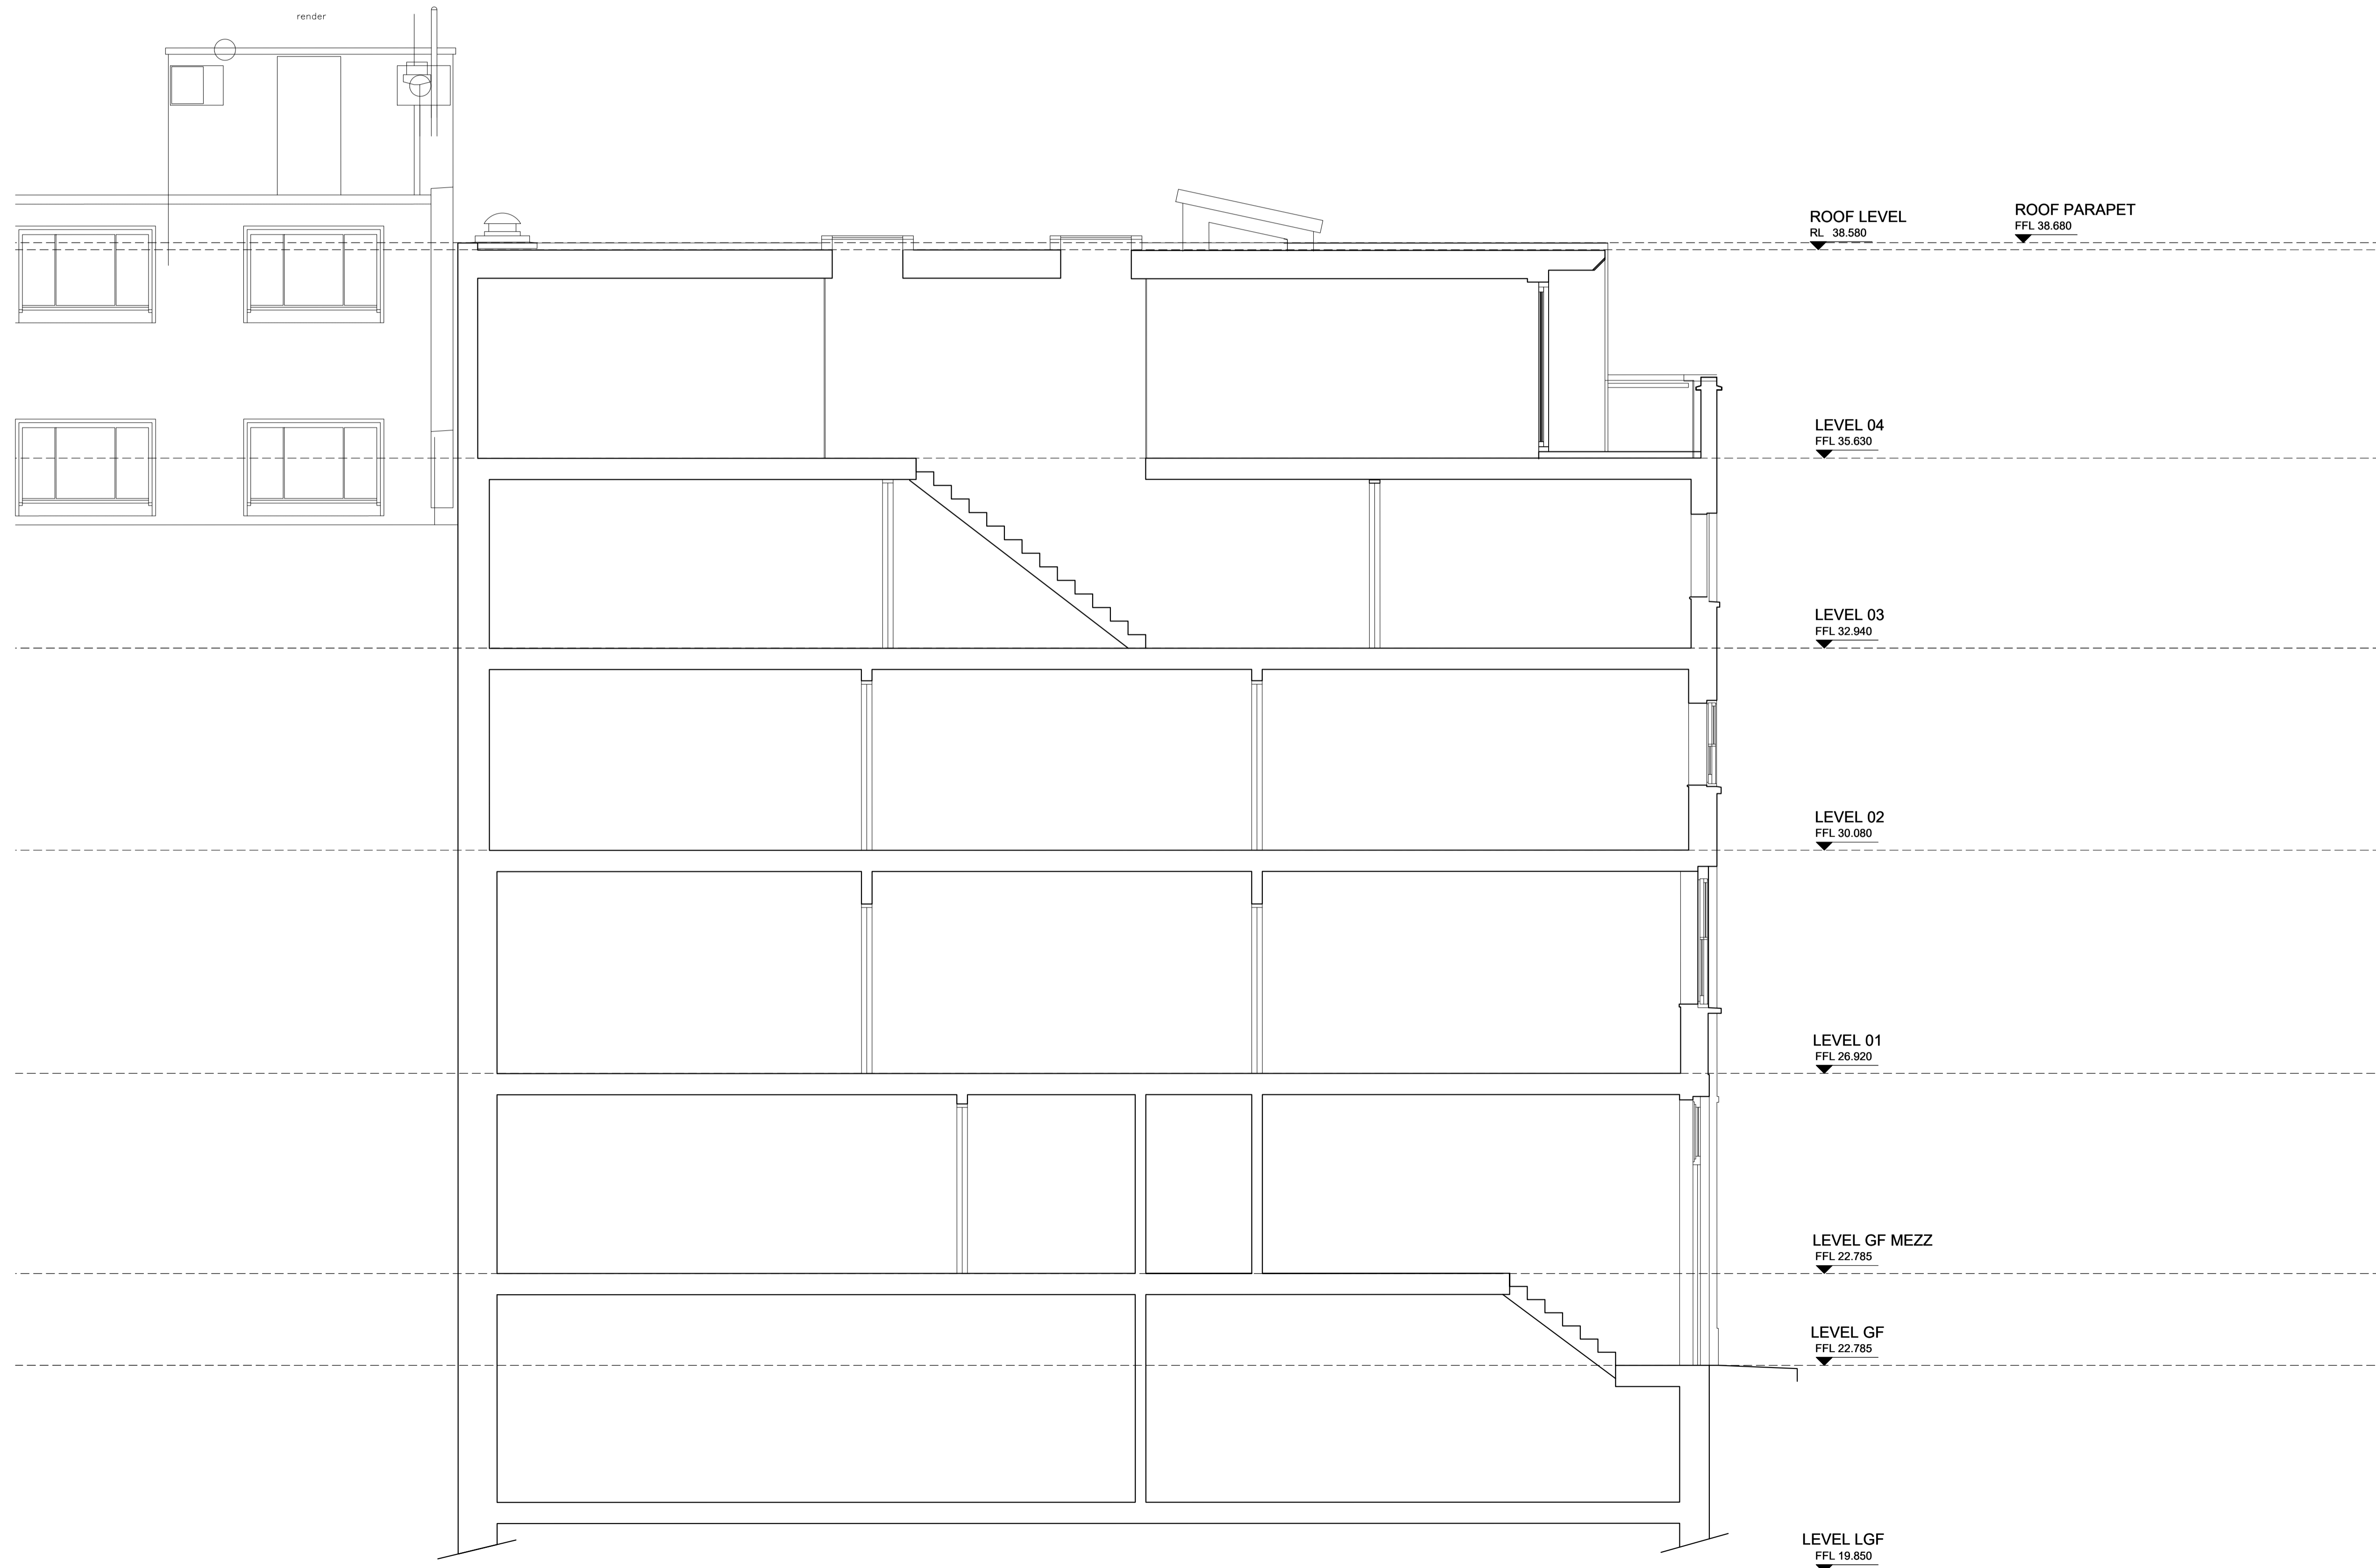 render
ROOF LEVEL
RL 38.580
ROOF PARAPET
FFL 38.680
LEVEL 04
FFL 35.630
LEVEL 03
FFL 32.940
LEVEL 02
FFL 30.080
LEVEL 01
FFL 26.920
LEVEL GF MEZZ
FFL 22.785
LEVEL GF
FFL 22.785
LEVEL LGF
FFL 19.850